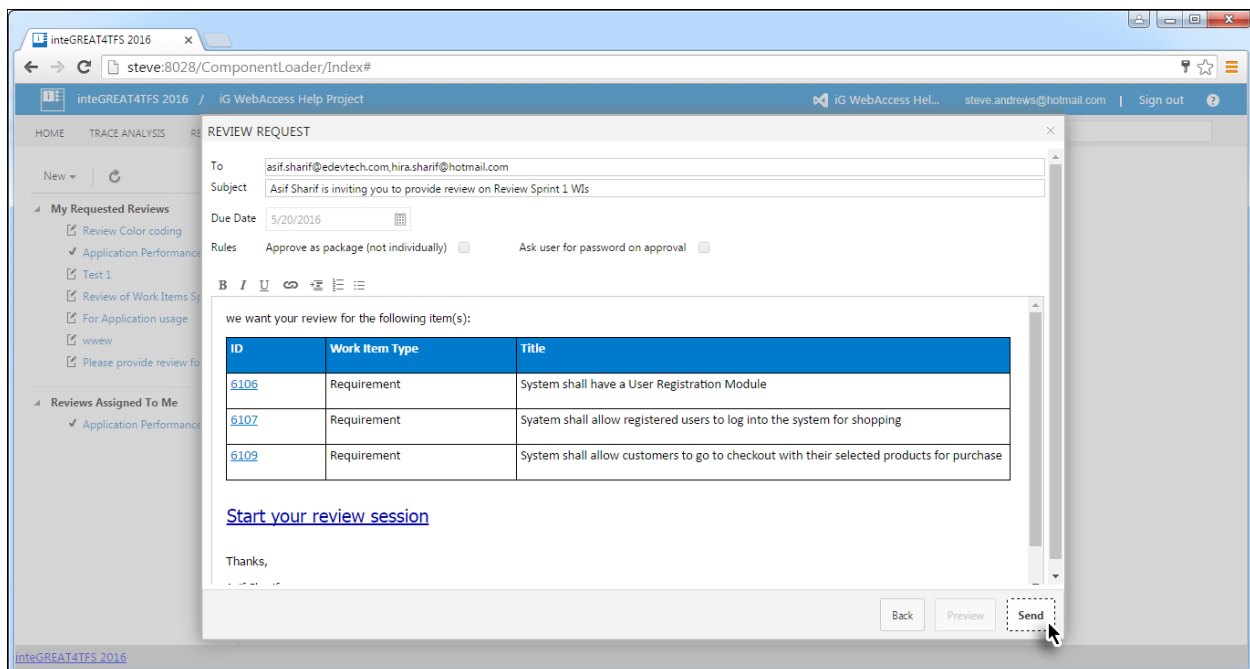 inteGREAT4TFS 2016
steve:8028/ComponentLoader/Index#
inteGREAT4TFS 2016 / iG WebAccess Help Project
iG WebAccess Hel... steve.andrews@hotmail.com | Sign out
HOME TRACE ANALYSIS RE
REVIEW REQUEST
New
My Requested Reviews
Review Color coding
Application Performance
Test 1
Review of Work Items Sp
For Application usage
wwew
Please provide review fo
Reviews Assigned To Me
Application Performance
To asif.sharif@edevtech.com,hira.sharif@hotmail.com
Subject Asif Sharif is inviting you to provide review on Review Sprint 1 WIs
Due Date 5/20/2016
Rules Approve as package (not individually) Ask user for password on approval
B I U
we want your review for the following item(s):
ID Work Item Type Title
6106 Requirement System shall have a User Registration Module
6107 Requirement Syatem shall allow registered users to log into the system for shopping
6109 Requirement System shall allow customers to go to checkout with their selected products for purchase
Start your review session
Thanks,
Back Preview Send
inteGREAT4TFS 2016